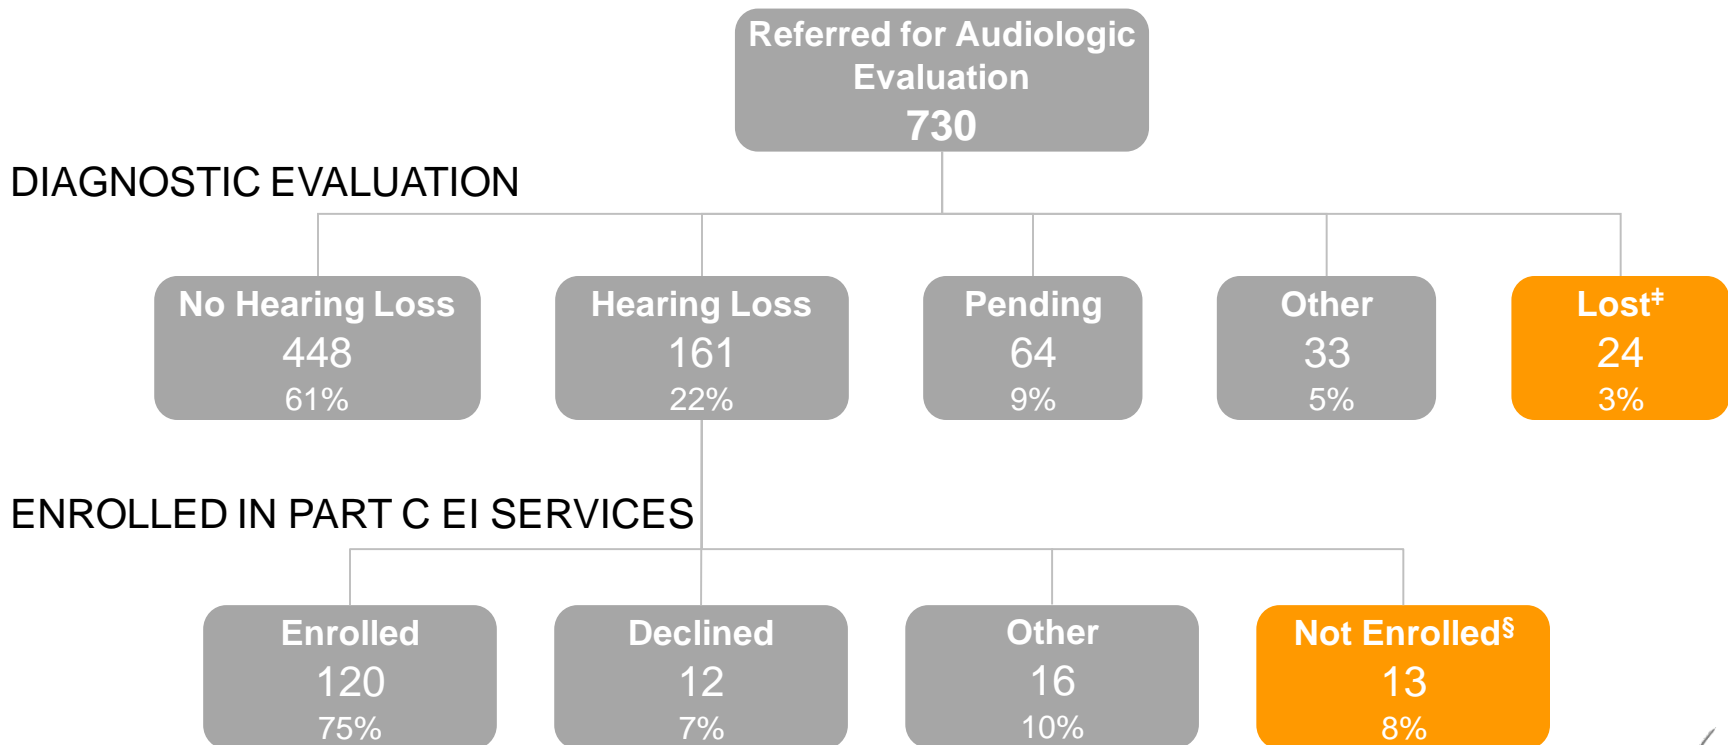 Referred for Audiologic
Evaluation
730
DIAGNOSTIC EVALUATION
No Hearing Loss
448
61%
Hearing Loss
161
22%
Pending
64
9%
Other
33
5%
Lost‡
24
3%
ENROLLED IN PART C EI SERVICES
Enrolled
120
75%
Declined
12
7%
Other
16
10%
Not Enrolled§
13
8%